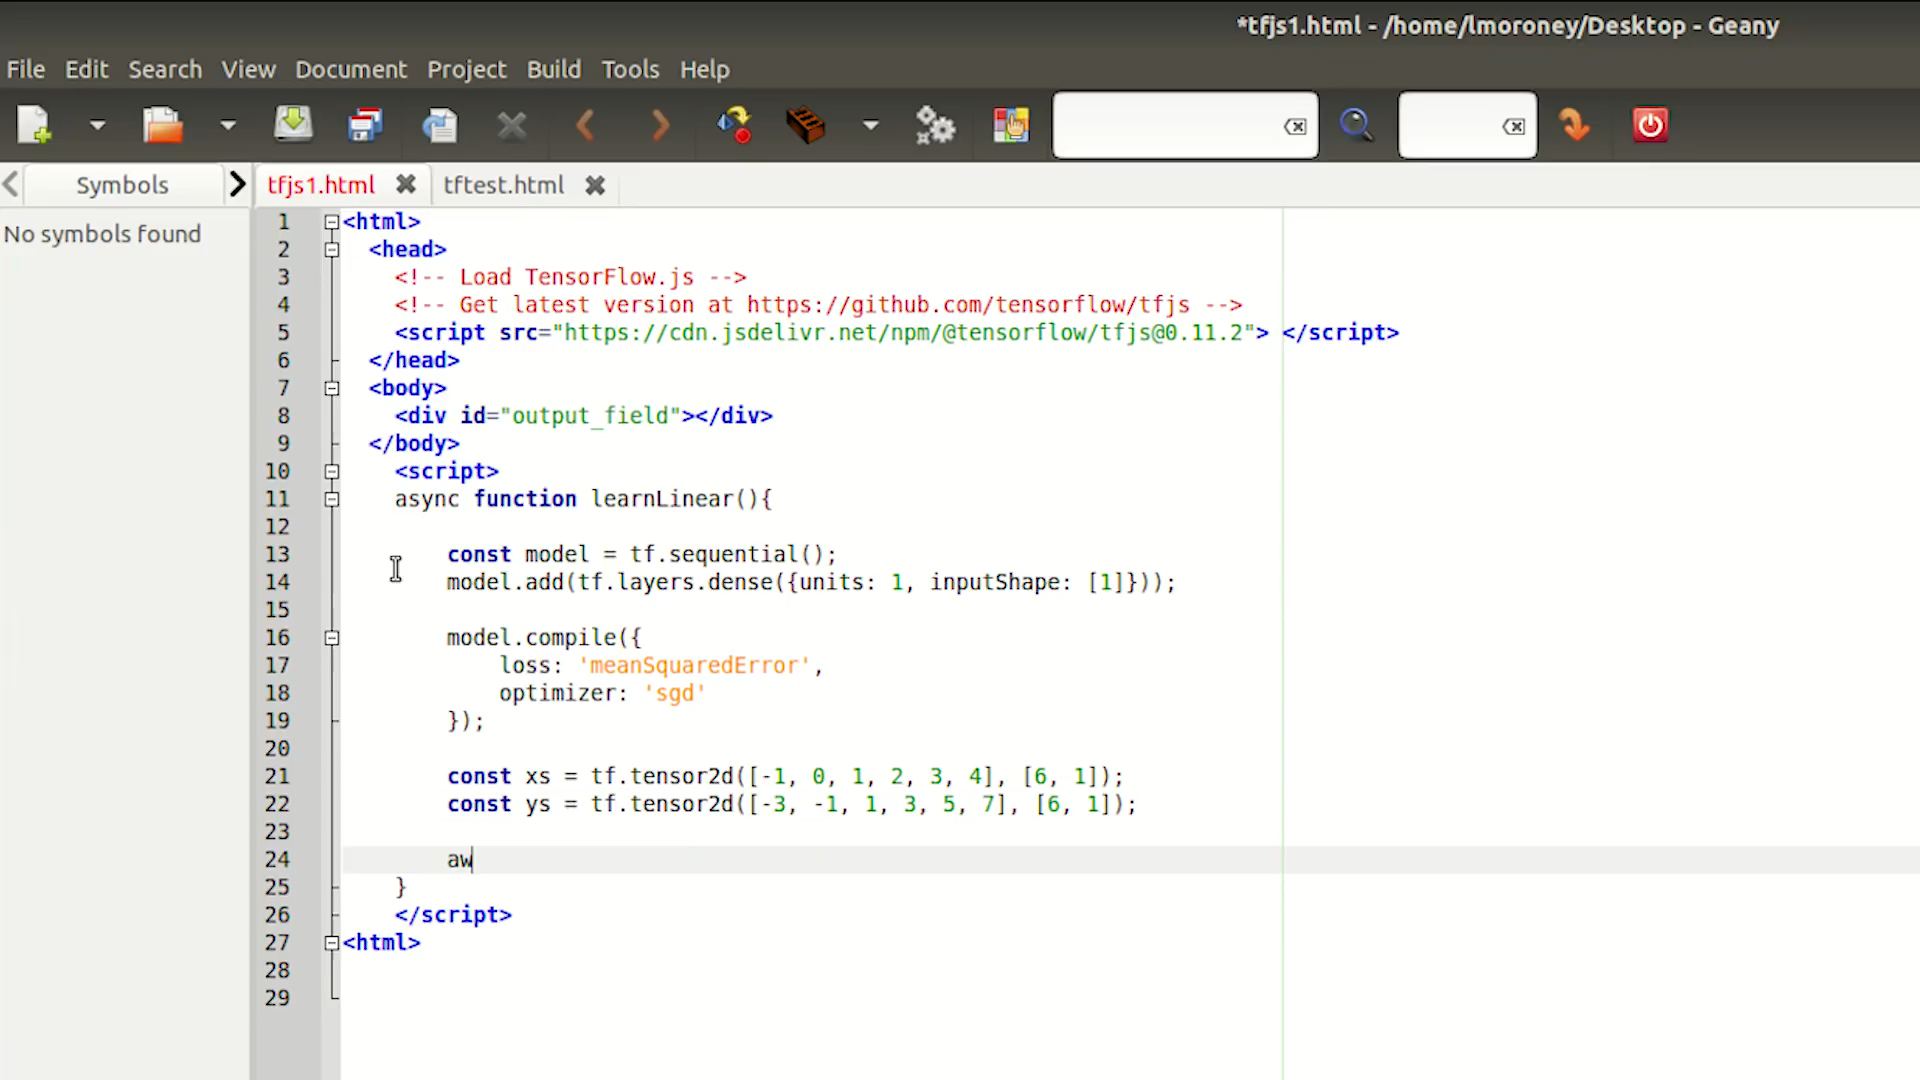 *tfjs1.html - /home/lmoroney/Desktop - Geany
File Edit Search View Document Project Build Tools Help
Symbols tfjs1.html tftest.html
No symbols found
1 <html>
2 <head>
3 <!-- Load TensorFlow.js -->
4 <!-- Get latest version at https://github.com/tensorflow/tfjs -->
5 <script src="https://cdn.jsdelivr.net/npm/@tensorflow/tfjs@0.11.2"> </script>
6 </head>
7 <body>
8 <div id="output_field"></div>
9 </body>
10 <script>
11 async function learnLinear(){
12
13 const model = tf.sequential();
14 model.add(tf.layers.dense({units: 1, inputShape: [1]}));
15
16 model.compile({
17 loss: 'meanSquaredError',
18 optimizer: 'sgd'
19 });
20
21 const xs = tf.tensor2d([-1, 0, 1, 2, 3, 4], [6, 1]);
22 const ys = tf.tensor2d([-3, -1, 1, 3, 5, 7], [6, 1]);
23
24 aw
25 }
26 </script>
27 <html>
28
29